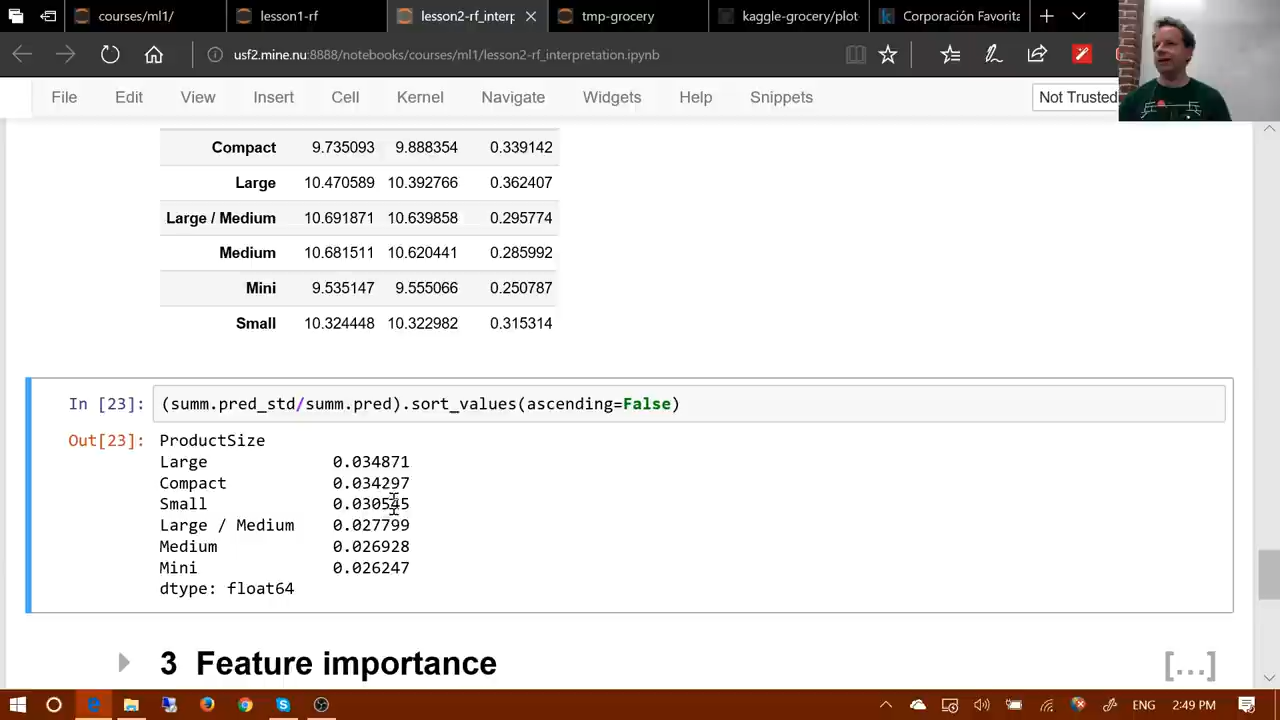 courses/ml1/
lesson1-rf
lesson2-rf_interp
tmp-grocery
kaggle-grocery/plot
Corporación Favorita
usf2.mine.nu:8888/notebooks/courses/ml1/lesson2-rf_interpretation.ipynb
File Edit View Insert Cell Kernel Navigate Widgets Help Snippets Not Trusted
Compact 9.735093 9.888354 0.339142
Large 10.470589 10.392766 0.362407
Large / Medium 10.691871 10.639858 0.295774
Medium 10.681511 10.620441 0.285992
Mini 9.535147 9.555066 0.250787
Small 10.324448 10.322982 0.315314
In [23]: (summ.pred_std/summ.pred).sort_values(ascending=False)
Out[23]: ProductSize
Large 0.034871
Compact 0.034297
Small 0.030545
Large / Medium 0.027799
Medium 0.026928
Mini 0.026247
dtype: float64
3 Feature importance [...]
ENG 2:49 PM